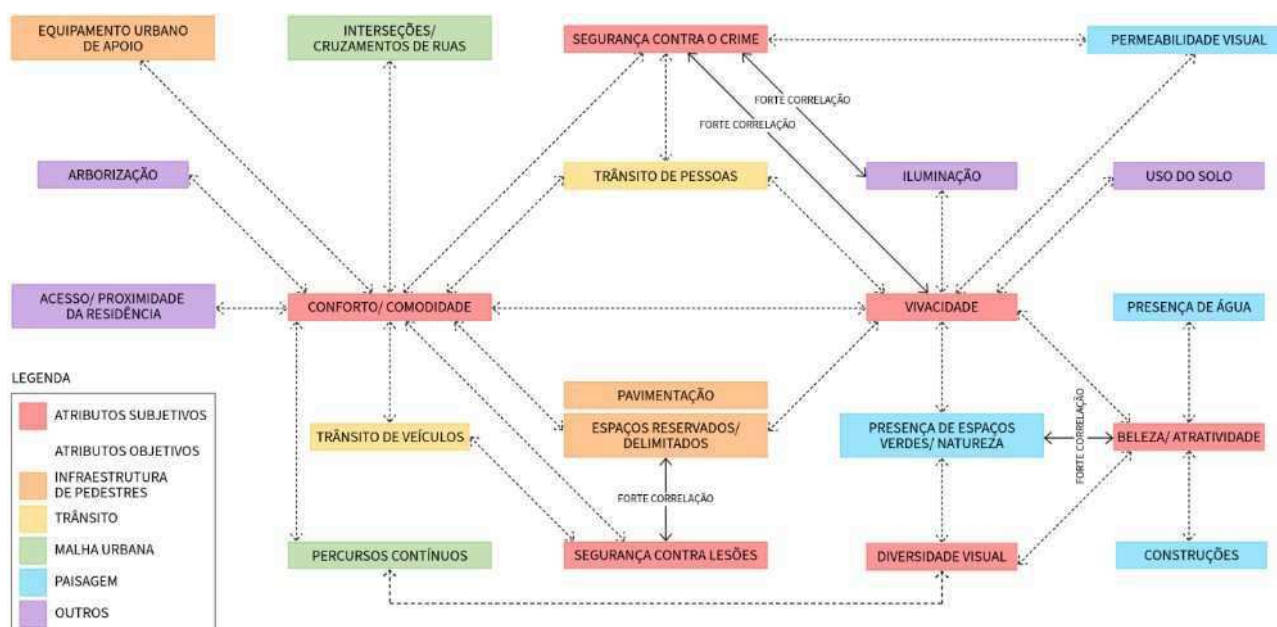 EQUIPAMENTO URBANO
DE APOIO
INTERSEÇÕES/
CRUZAMENTOS DE RUAS
SEGURANÇA CONTRA O CRIME
PERMEABILIDADE VISUAL
FORTE CORRELAÇÃO
FORTE CORRELAÇÃO
ARBORIZAÇÃO
TRÂNSITO DE PESSOAS
ILUMINAÇÃO
USO DO SOLO
ACESSO/ PROXIMIDADE
DA RESIDÊNCIA
CONFORTO/ COMODIDADE
VIVACIDADE
PRESENÇA DE ÁGUA
PAVIMENTAÇÃO
TRÂNSITO DE VEÍCULOS
ESPAÇOS RESERVADOS/
DELIMITADOS
PRESENÇA DE ESPAÇOS
VERDES/ NATUREZA
FORTE CORRELAÇÃO
BELEZA/ ATRATIVIDADE
FORTE CORRELAÇÃO
PERCURSOS CONTÍNUOS
SEGURANÇA CONTRA LESÕES
DIVERSIDADE VISUAL
CONSTRUÇÕES
LEGENDA
ATRIBUTOS SUBJETIVOS
ATRIBUTOS OBJETIVOS
INFRAESTRUTURA
DE PEDESTRES
TRÂNSITO
MALHA URBANA
PAISAGEM
OUTROS